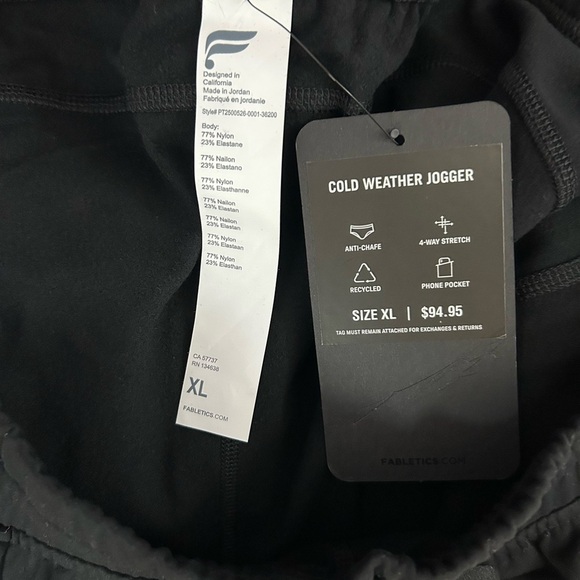 Designed in
California
Made in Jordan
Fabriqué en jordanie
Style# PT2500526-0001-36200
Body:
77% Nylon
23% Elastane
77% Nailon
23% Elastano
77% Nylon
23% Elasthanne
77% Nailon
23% Elastan
77% Nylon
23% Elastan
77% Nylon
23% Elastaan
77% Nylon
23% Elasthan
CA 57737
RN 134638
XL
FABLETICS.COM
COLD WEATHER JOGGER
ANTI-CHAFE
4-WAY STRETCH
RECYCLED
PHONE POCKET
SIZE XL | $94.95
TAG MUST REMAIN ATTACHED FOR EXCHANGES & RETURNS
FABLETICS.COM